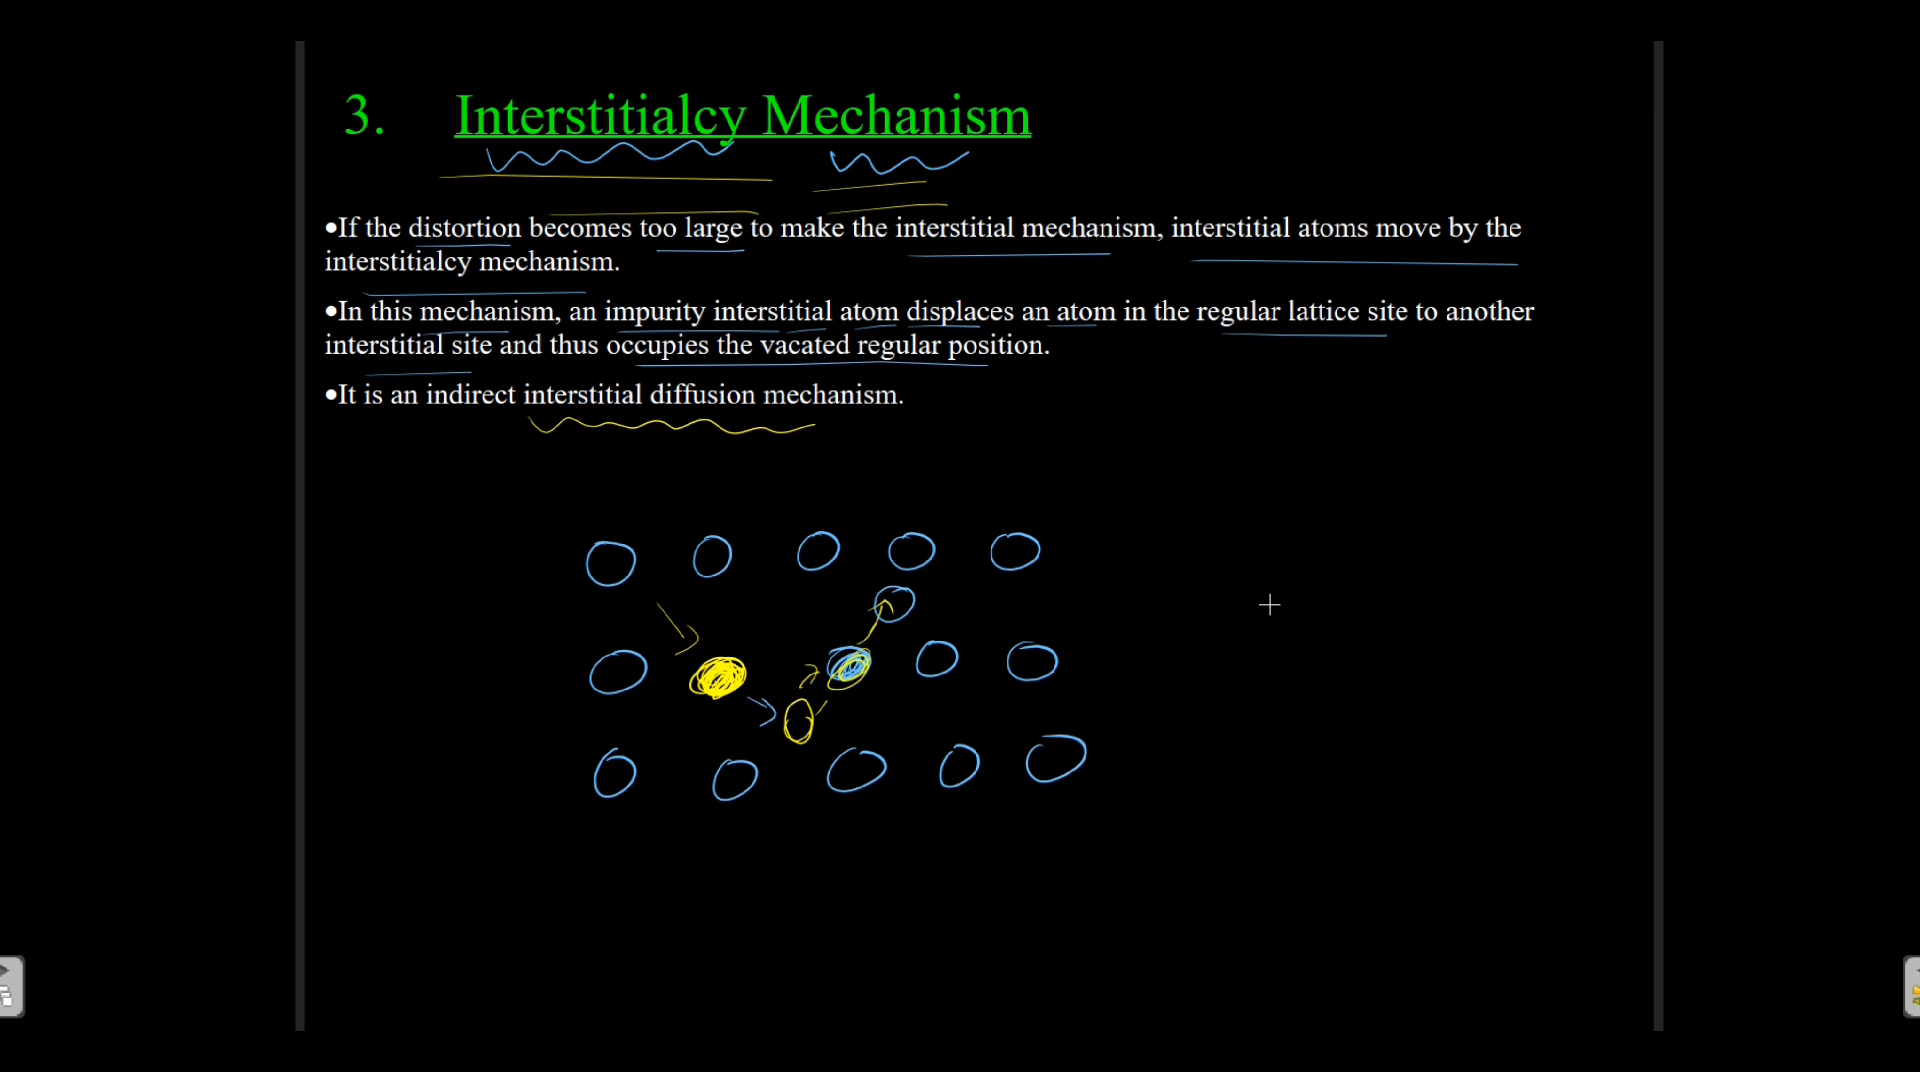 3. Interstitialcy Mechanism
•If the distortion becomes too large to make the interstitial mechanism, interstitial atoms move by the
interstitialcy mechanism.
•In this mechanism, an impurity interstitial atom displaces an atom in the regular lattice site to another
interstitial site and thus occupies the vacated regular position.
•It is an indirect interstitial diffusion mechanism.